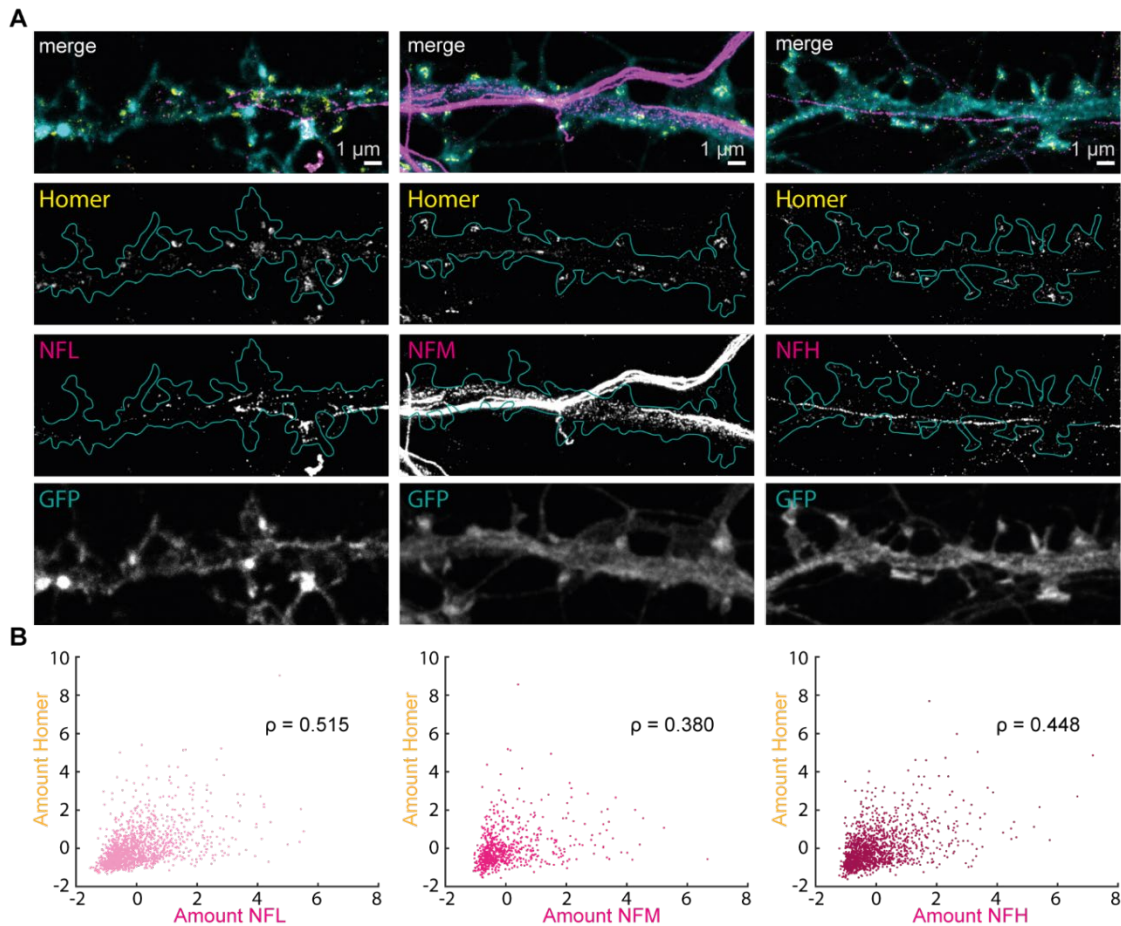 A
merge
merge
merge
1 μm
1 μm
1 μm
Homer
Homer
Homer
NFL
NFM
NFH
GFP
GFP
GFP
B
10
8
6
4
2
0
-2
Amount Homer
ρ = 0.515
-2
0
2
4
6
8
Amount NFL
10
8
6
4
2
0
-2
Amount Homer
ρ = 0.380
-2
0
2
4
6
8
Amount NFM
10
8
6
4
2
0
-2
Amount Homer
ρ = 0.448
-2
0
2
4
6
8
Amount NFH